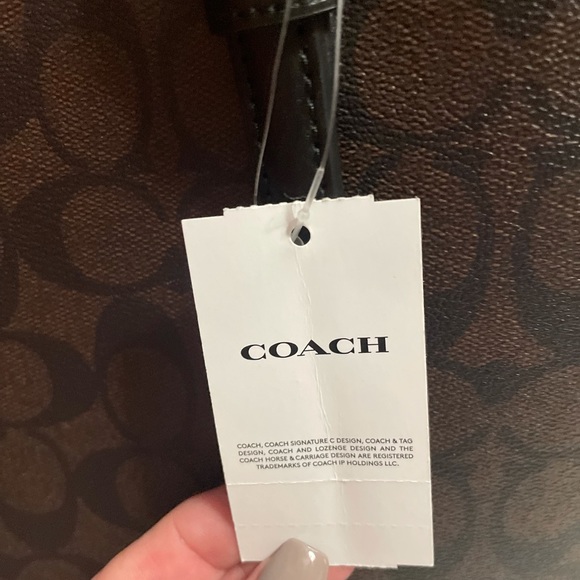 COACH
COACH, COACH SIGNATURE C DESIGN, COACH & TAG
DESIGN, COACH AND LOZENGE DESIGN AND THE
COACH HORSE & CARRIAGE DESIGN ARE REGISTERED
TRADEMARKS OF COACH IP HOLDINGS LLC.